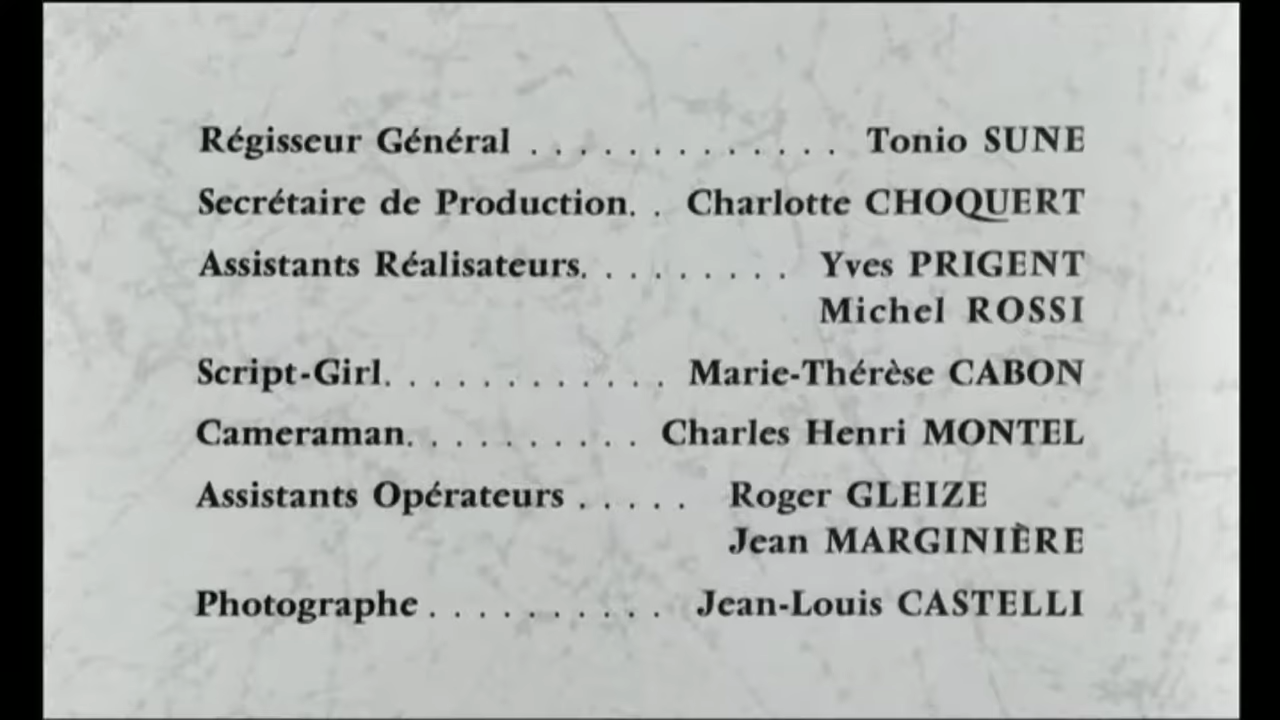 Régisseur Général . . . . . . . . . . . . . Tonio SUNE
Secrétaire de Production. . Charlotte CHOQUERT
Assistants Réalisateurs. . . . . . . . . Yves PRIGENT
Michel ROSSI
Script-Girl. . . . . . . . . . . . . Marie-Thérèse CABON
Cameraman. . . . . . . . . . Charles Henri MONTEL
Assistants Opérateurs . . . . . Roger GLEIZE
Jean MARGINIÈRE
Photographe . . . . . . . . . . Jean-Louis CASTELLI